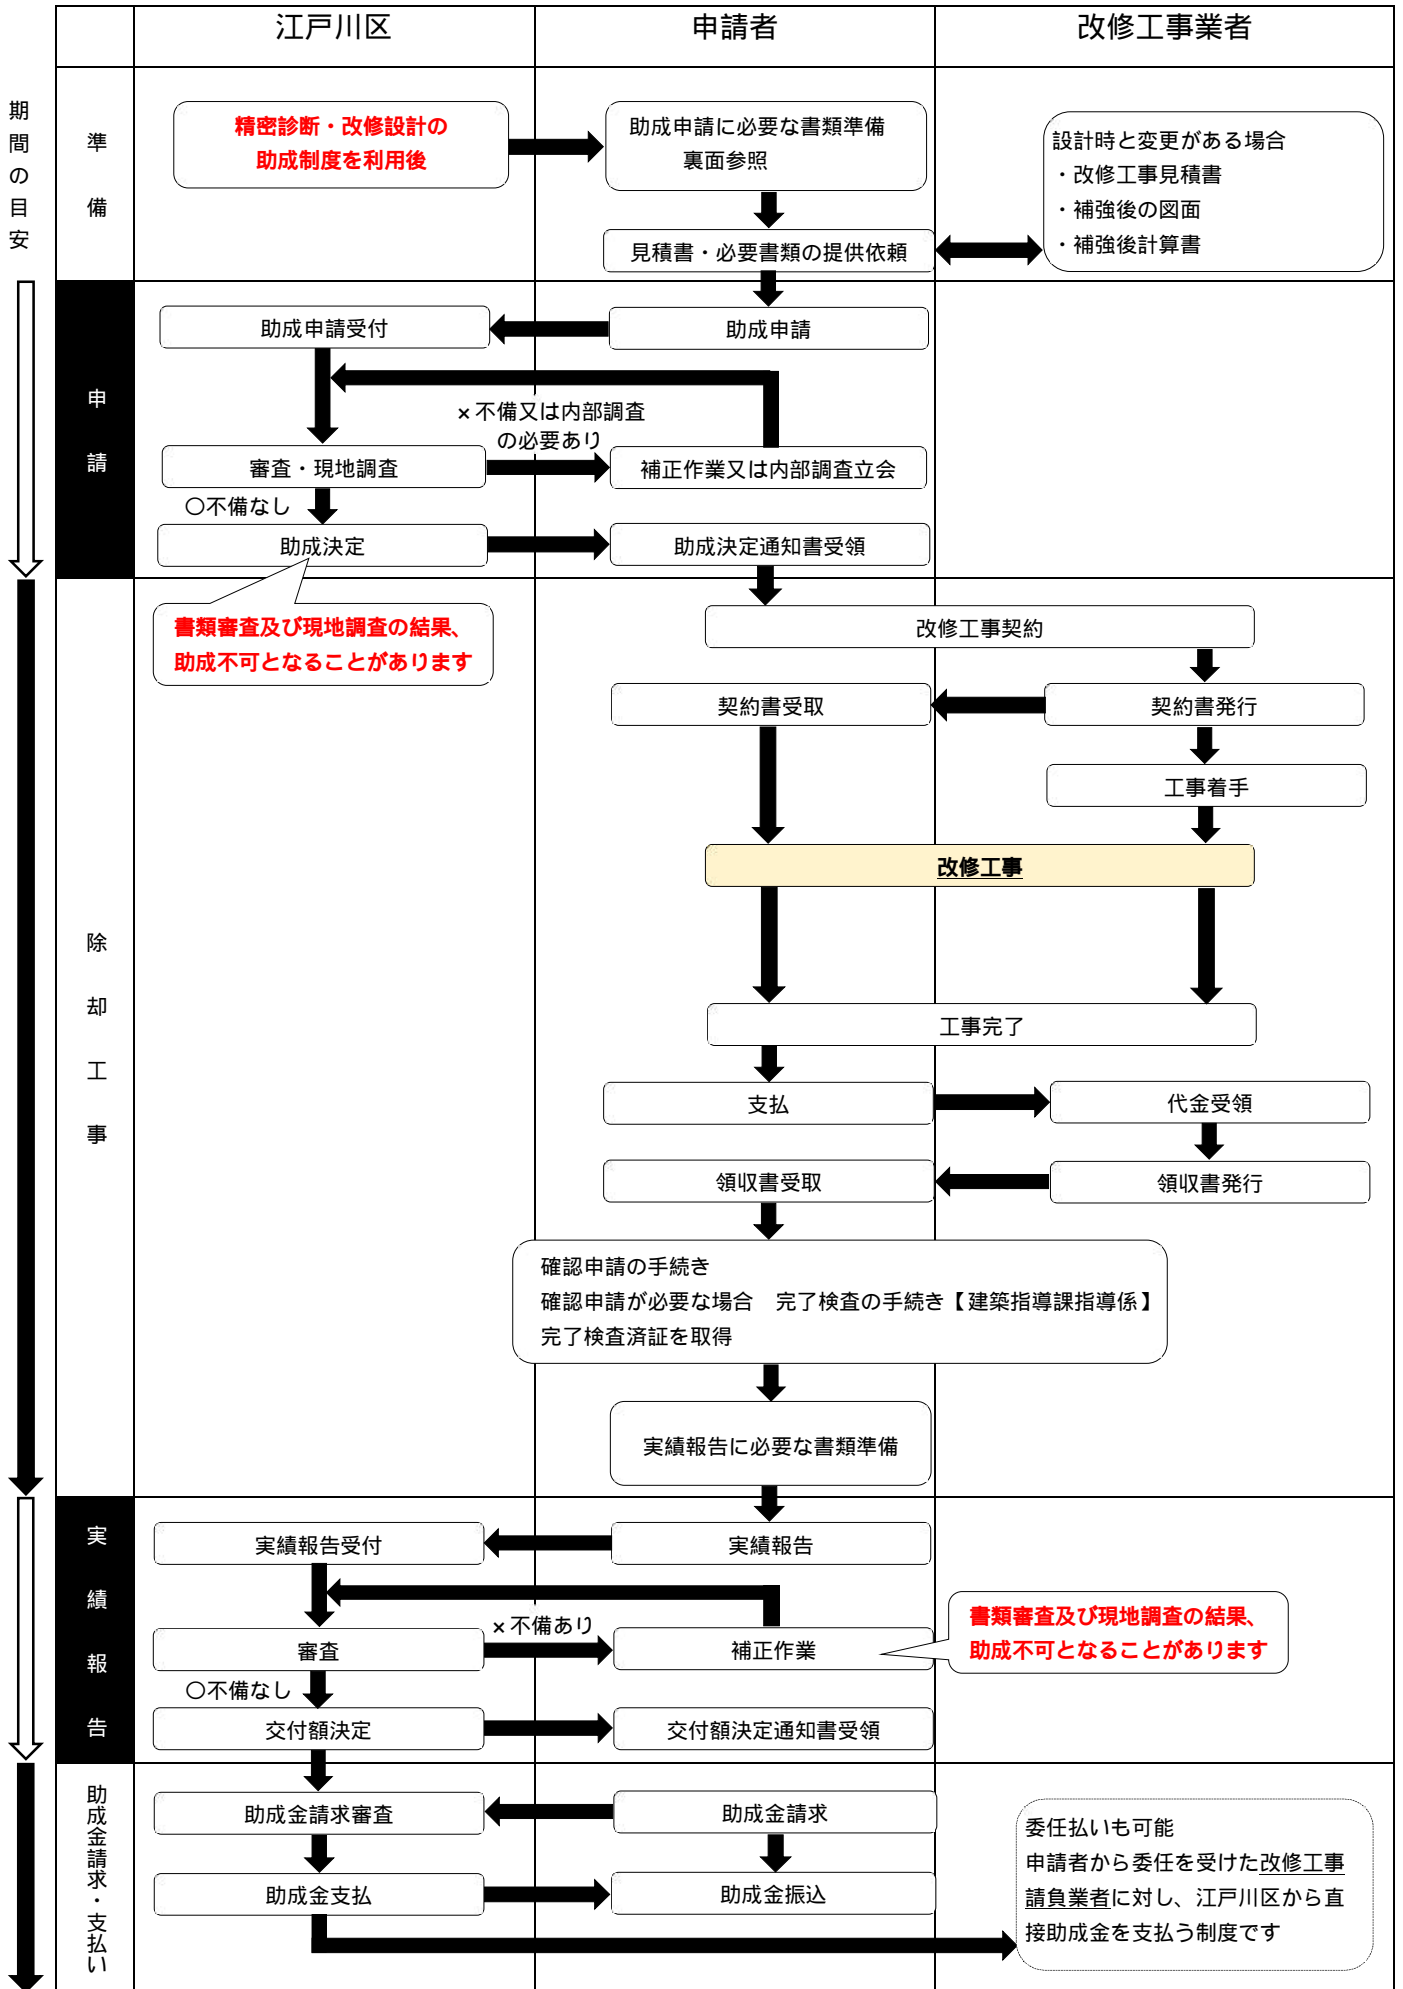 江戸川区
申請者
改修工事業者
期間の目安
準備
精密診断・改修設計の
助成制度を利用後
助成申請に必要な書類準備
裏面参照
設計時と変更がある場合
・改修工事見積書
・補強後の図面
・補強後計算書
見積書・必要書類の提供依頼
申請
助成申請受付
助成申請
×不備又は内部調査
の必要あり
審査・現地調査
補正作業又は内部調査立会
〇不備なし
助成決定
助成決定通知書受領
除却工事
書類審査及び現地調査の結果、
助成不可となることがあります
改修工事契約
契約書受取
契約書発行
工事着手
改修工事
工事完了
支払
代金受領
領収書受取
領収書発行
確認申請の手続き
確認申請が必要な場合　完了検査の手続き【建築指導課指導係】
完了検査済証を取得
実績報告に必要な書類準備
実績報告
実績報告受付
実績報告
×不備あり
審査
補正作業
書類審査及び現地調査の結果、
助成不可となることがあります
〇不備なし
交付額決定
交付額決定通知書受領
助成金請求・支払い
助成金請求審査
助成金請求
助成金支払
助成金振込
委任払いも可能
申請者から委任を受けた改修工事
請負業者に対し、江戸川区から直
接助成金を支払う制度です